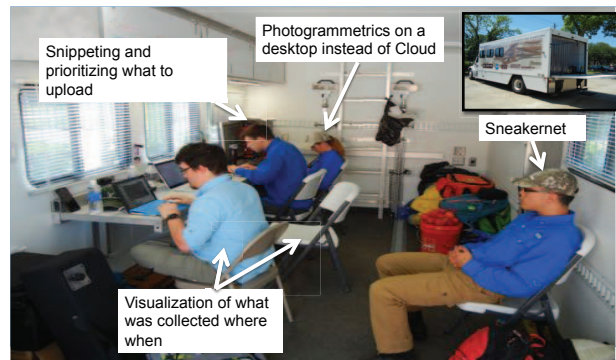 Photogrammetrics on a
desktop instead of Cloud
Snippeting and
prioritizing what to
upload
Sneakernet
Visualization of what
was collected where
when